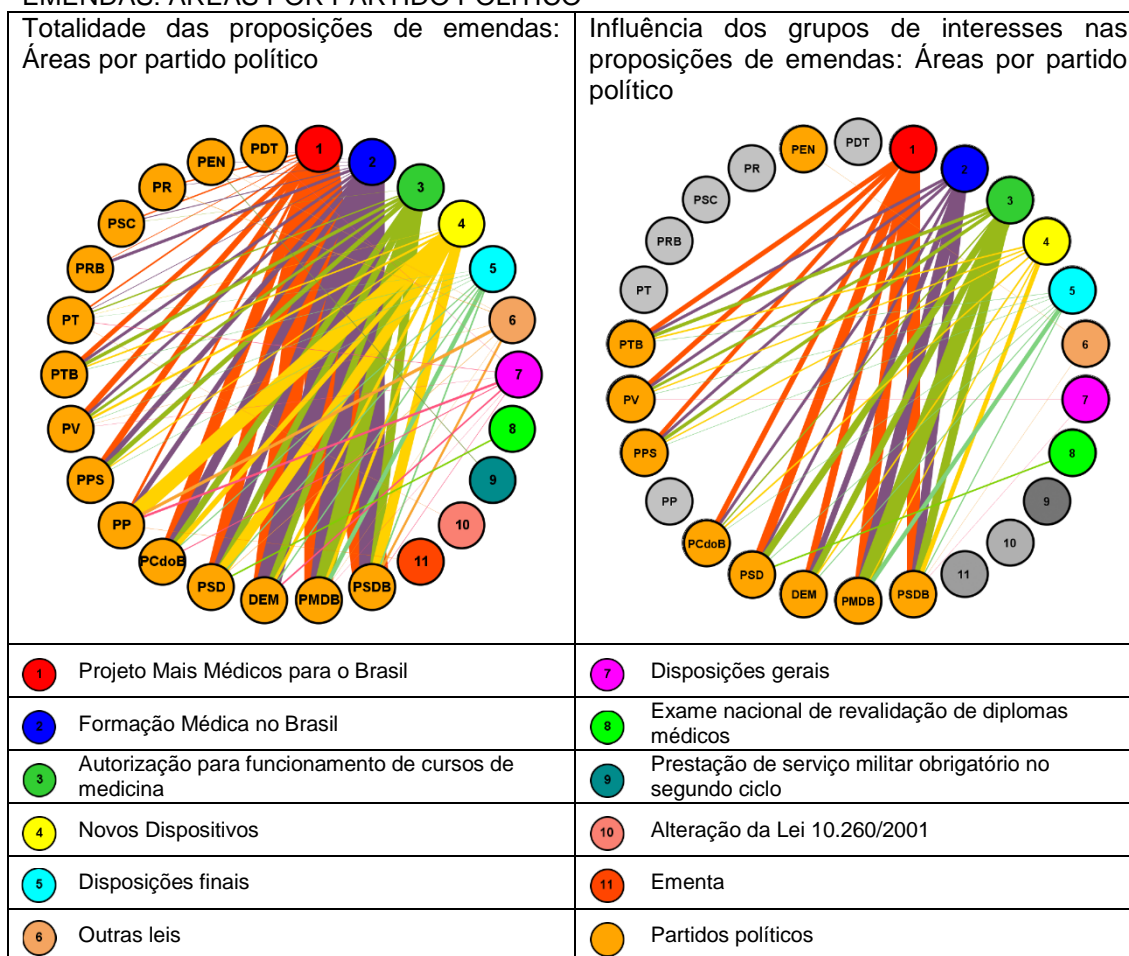 EMENDAS: ÁREAS POR PARTIDO POLÍTICO
Totalidade das proposições de emendas:
Áreas por partido político
Influência dos grupos de interesses nas
proposições de emendas: Áreas por partido
político
PDT
1
2
3
4
5
6
7
8
9
10
11
PSDB
PMDB
DEM
PSD
PCdoB
PP
PPS
PV
PTB
PT
PRB
PSC
PR
PEN
PDT
1
2
3
4
5
6
7
8
9
10
11
PSDB
PMDB
DEM
PSD
PCdoB
PP
PPS
PV
PTB
PT
PRB
PSC
PR
PEN
1 Projeto Mais Médicos para o Brasil
7 Disposições gerais
2 Formação Médica no Brasil
8 Exame nacional de revalidação de diplomas
médicos
3 Autorização para funcionamento de cursos de
medicina
9 Prestação de serviço militar obrigatório no
segundo ciclo
4 Novos Dispositivos
10 Alteração da Lei 10.260/2001
5 Disposições finais
11 Ementa
6 Outras leis
Partidos políticos